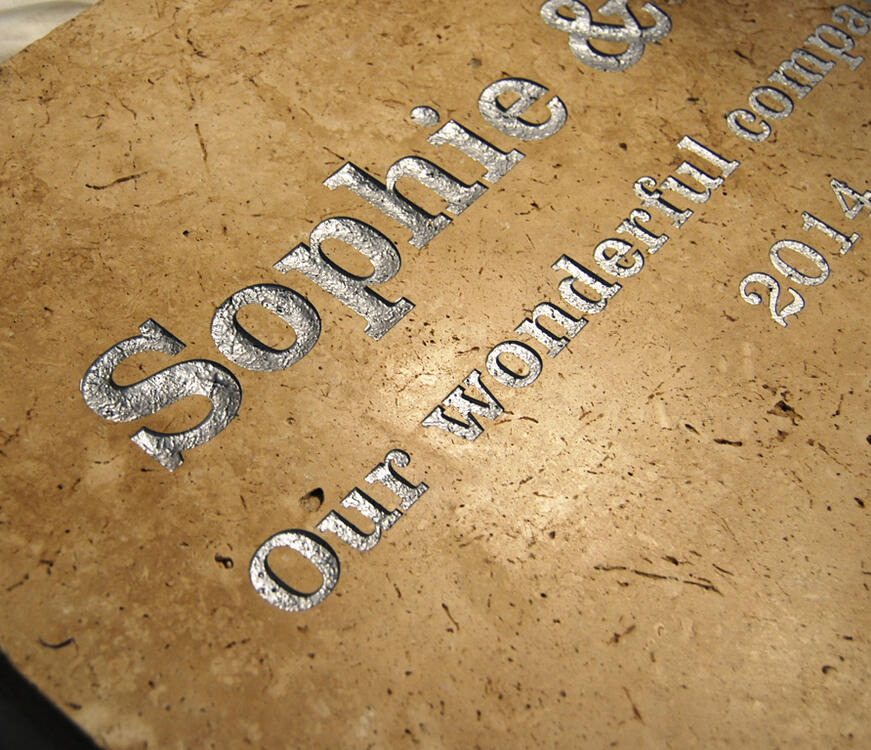 Sophie &
Our wonderful compa
2014